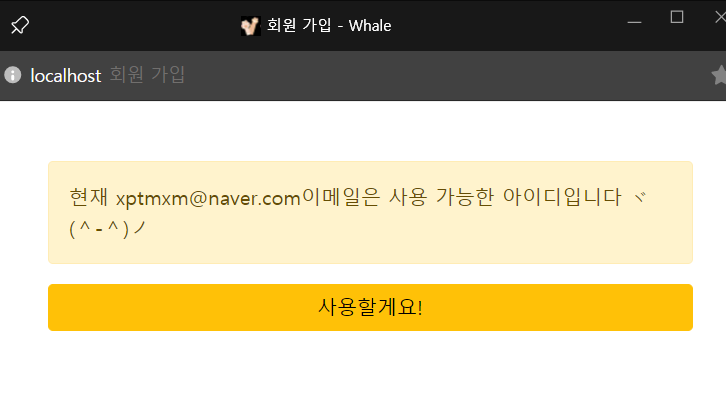 회원 가입 - Whale
localhost 회원 가입
현재 xptmxm@naver.com이메일은 사용 가능한 아이디입니다 ヾ
(＾-＾)ノ
사용할게요!